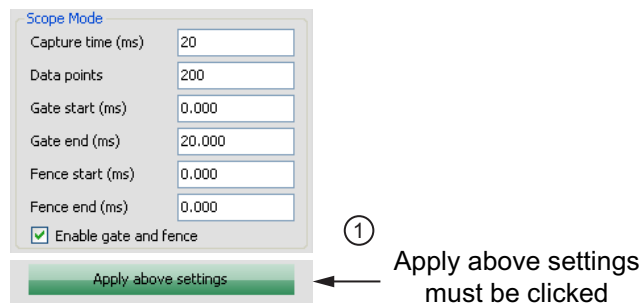 Scope Mode
Capture time (ms) 20
Data points 200
Gate start (ms) 0.000
Gate end (ms) 20.000
Fence start (ms) 0.000
Fence end (ms) 0.000
Enable gate and fence
Apply above settings
1
Apply above settings
must be clicked